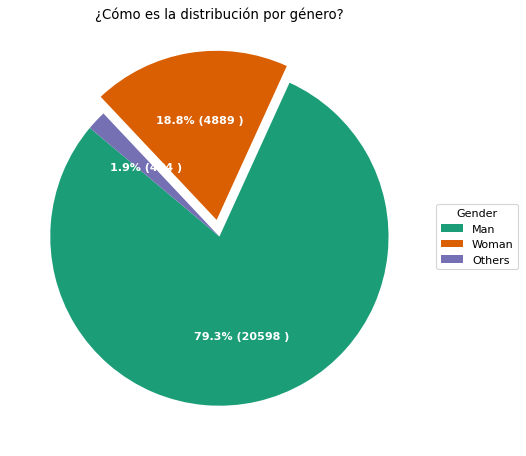 ¿Cómo es la distribución por género?
18.8% (4889 )
1.9% (
79.3% (20598 )
Gender
Man
Woman
Others